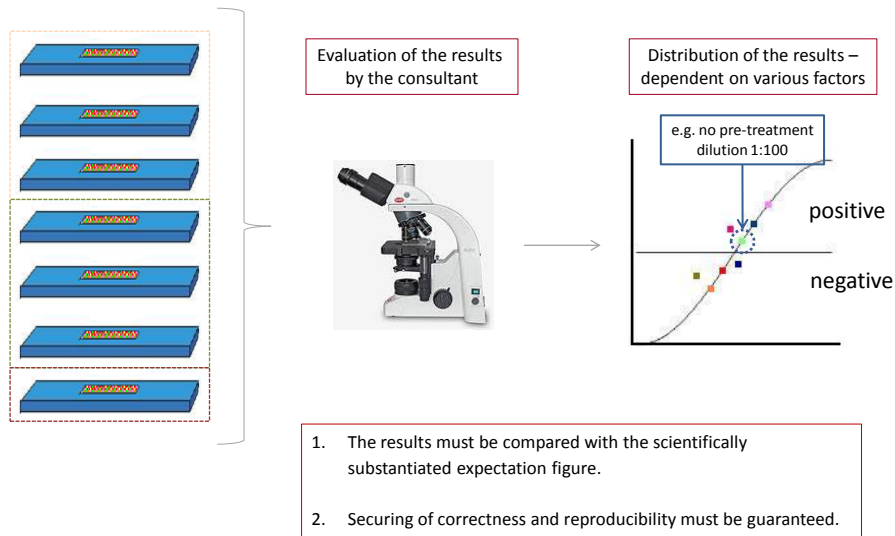 Evaluation of the results
by the consultant
Distribution of the results –
dependent on various factors
e.g. no pre-treatment
dilution 1:100
positive
negative
1. The results must be compared with the scientifically
substantiated expectation figure.
2. Securing of correctness and reproducibility must be guaranteed.